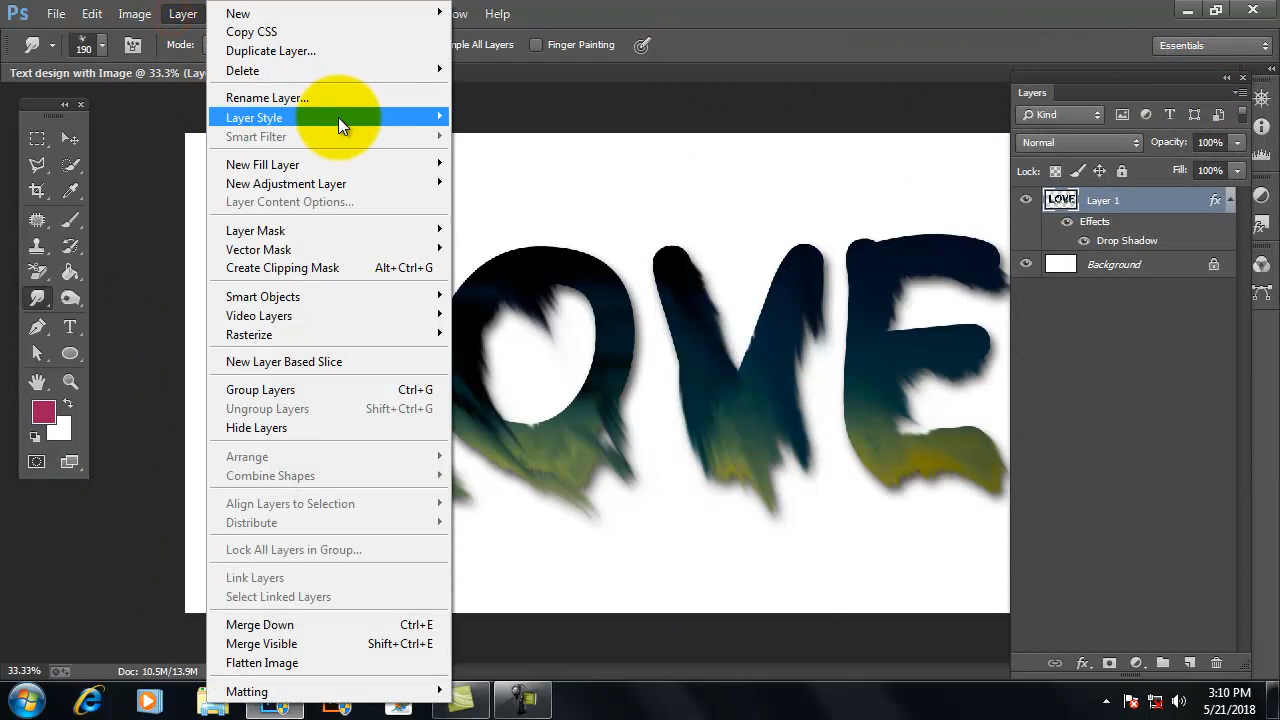 Ps File Edit Image Layer ow Help
190 Mode: ple All Layers Finger Painting Essentials
Text design with Image @ 33.3% (Lay
New
Copy CSS
Duplicate Layer...
Delete
Rename Layer...
Layer Style
Smart Filter
New Fill Layer
New Adjustment Layer
Layer Content Options...
Layer Mask
Vector Mask
Create Clipping Mask Alt+Ctrl+G
Smart Objects
Video Layers
Rasterize
New Layer Based Slice
Group Layers Ctrl+G
Ungroup Layers Shift+Ctrl+G
Hide Layers
Arrange
Combine Shapes
Align Layers to Selection
Distribute
Lock All Layers in Group...
Link Layers
Select Linked Layers
Merge Down Ctrl+E
Merge Visible Shift+Ctrl+E
Flatten Image
Matting
OVE
Layers
Kind
Normal Opacity: 100%
Lock: Fill: 100%
LOVE Layer 1 fx
Effects
Drop Shadow
Background
33.33% Doc: 10.5M/13.9M
3:10 PM
5/21/2018